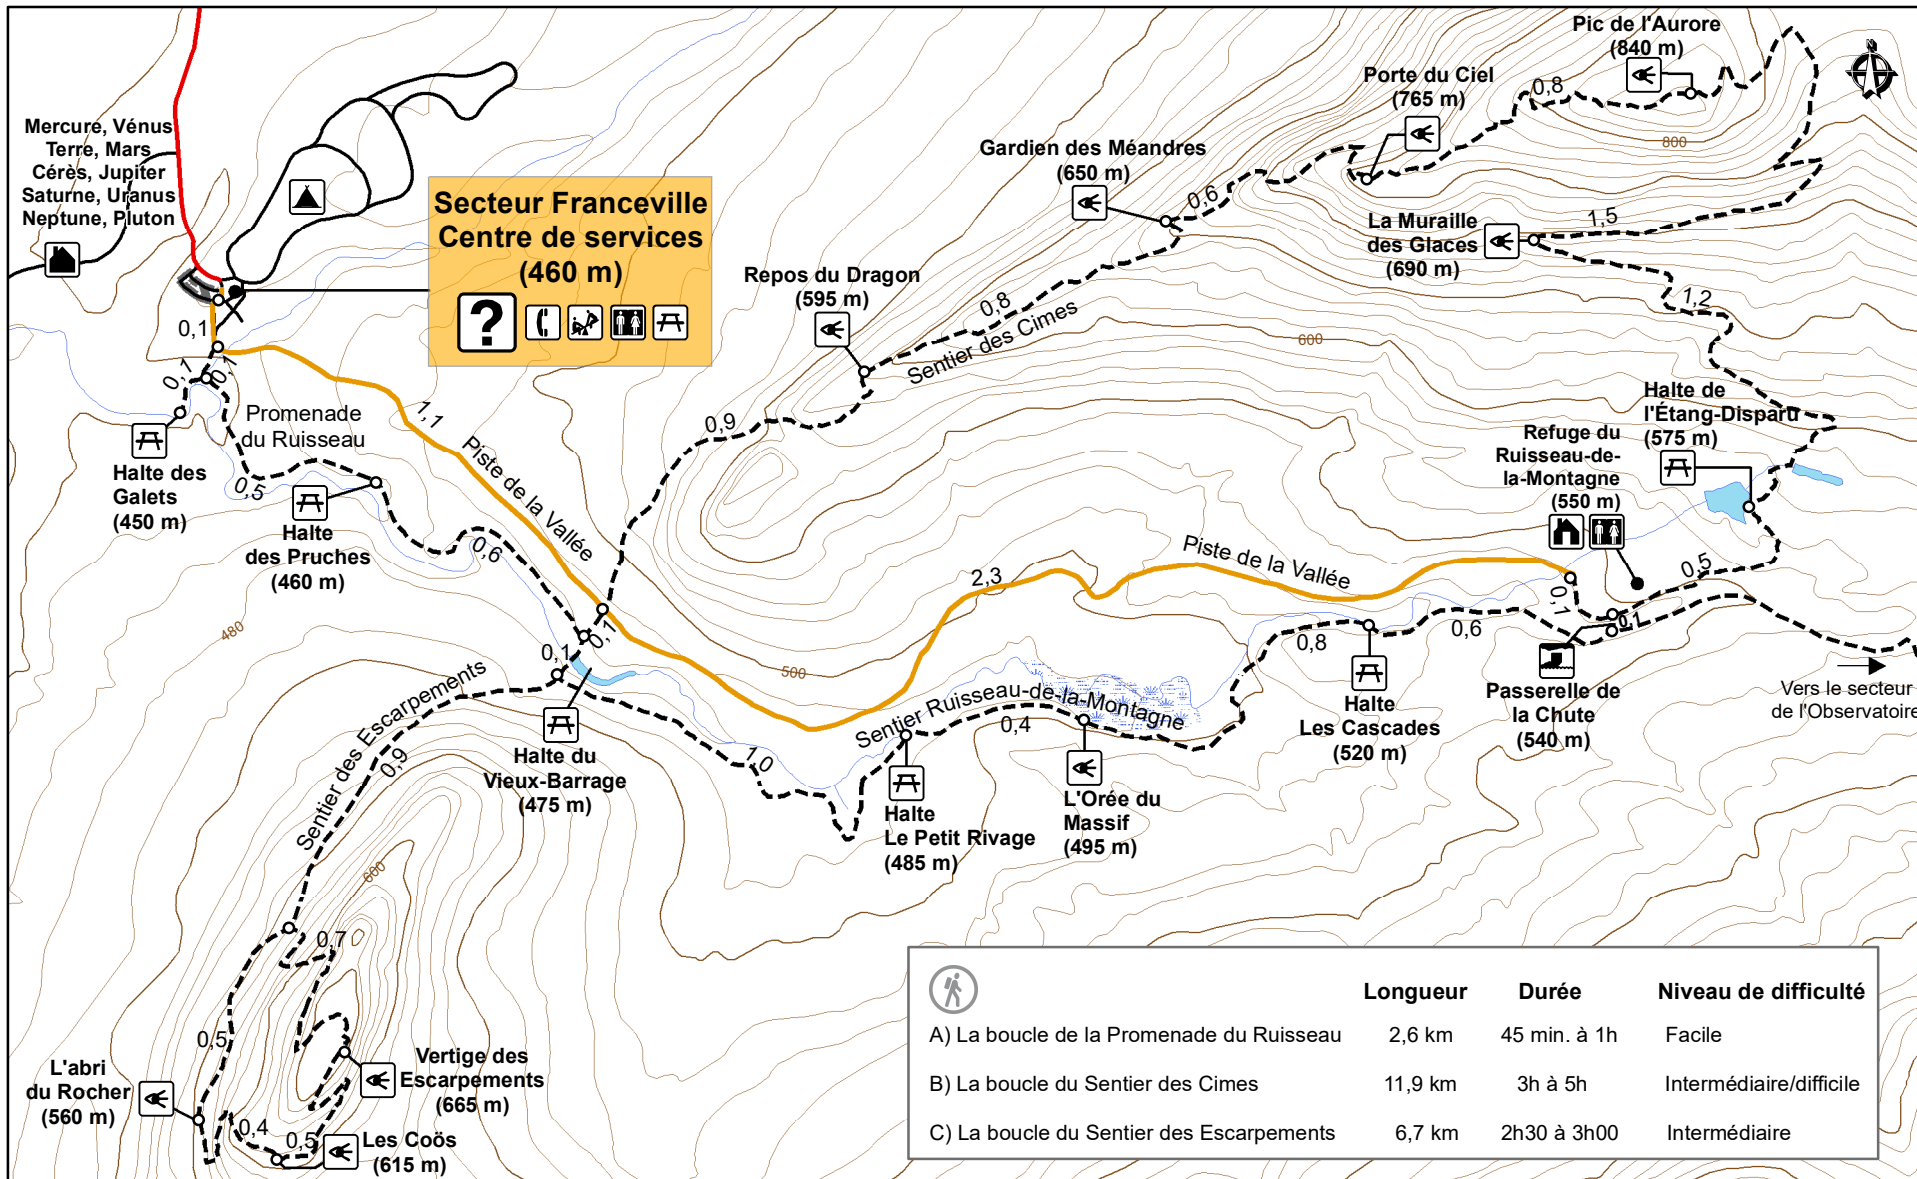 Pic de l'Aurore
(840 m)
0,8
Porte du Ciel
(765 m)
800
Mercure, Vénus
Terre, Mars
Cérès, Jupiter
Saturne, Uranus
Neptune, Pluton
Gardien des Méandres
(650 m)
0,6
La Muraille
des Glaces
(690 m)
1,5
Secteur Franceville
Centre de services
(460 m)
?
Repos du Dragon
(595 m)
0,8
Sentier des Cimes
600
1,2
0,1
0,1
0,1
Promenade
du Ruisseau
1,1
Piste de la Vallée
0,9
Halte de
l'Étang-Disparu
(575 m)
Refuge du
Ruisseau-de-
la-Montagne
(550 m)
Halte des
Galets
(450 m)
0,5
Halte
des Pruches
(460 m)
0,6
2,3
Piste de la Vallée
0,5
0,1
0,1
480
0,1
0,1
500
0,8
0,6
Passerelle de
la Chute
(540 m)
Vers le secteur
de l'Observatoire
Sentier des Escarpements
0,9
Halte du
Vieux-Barrage
(475 m)
1,0
Sentier Ruisseau-de-la-Montagne
0,4
Halte
Les Cascades
(520 m)
Halte
Le Petit Rivage
(485 m)
L'Orée du
Massif
(495 m)
600
0,7
0,5
L'abri
du Rocher
(560 m)
Vertige des
Escarpements
(665 m)
0,4
0,5
Les Coös
(615 m)
Longueur Durée Niveau de difficulté
A) La boucle de la Promenade du Ruisseau 2,6 km 45 min. à 1h Facile
B) La boucle du Sentier des Cimes 11,9 km 3h à 5h Intermédiaire/difficile
C) La boucle du Sentier des Escarpements 6,7 km 2h30 à 3h00 Intermédiaire